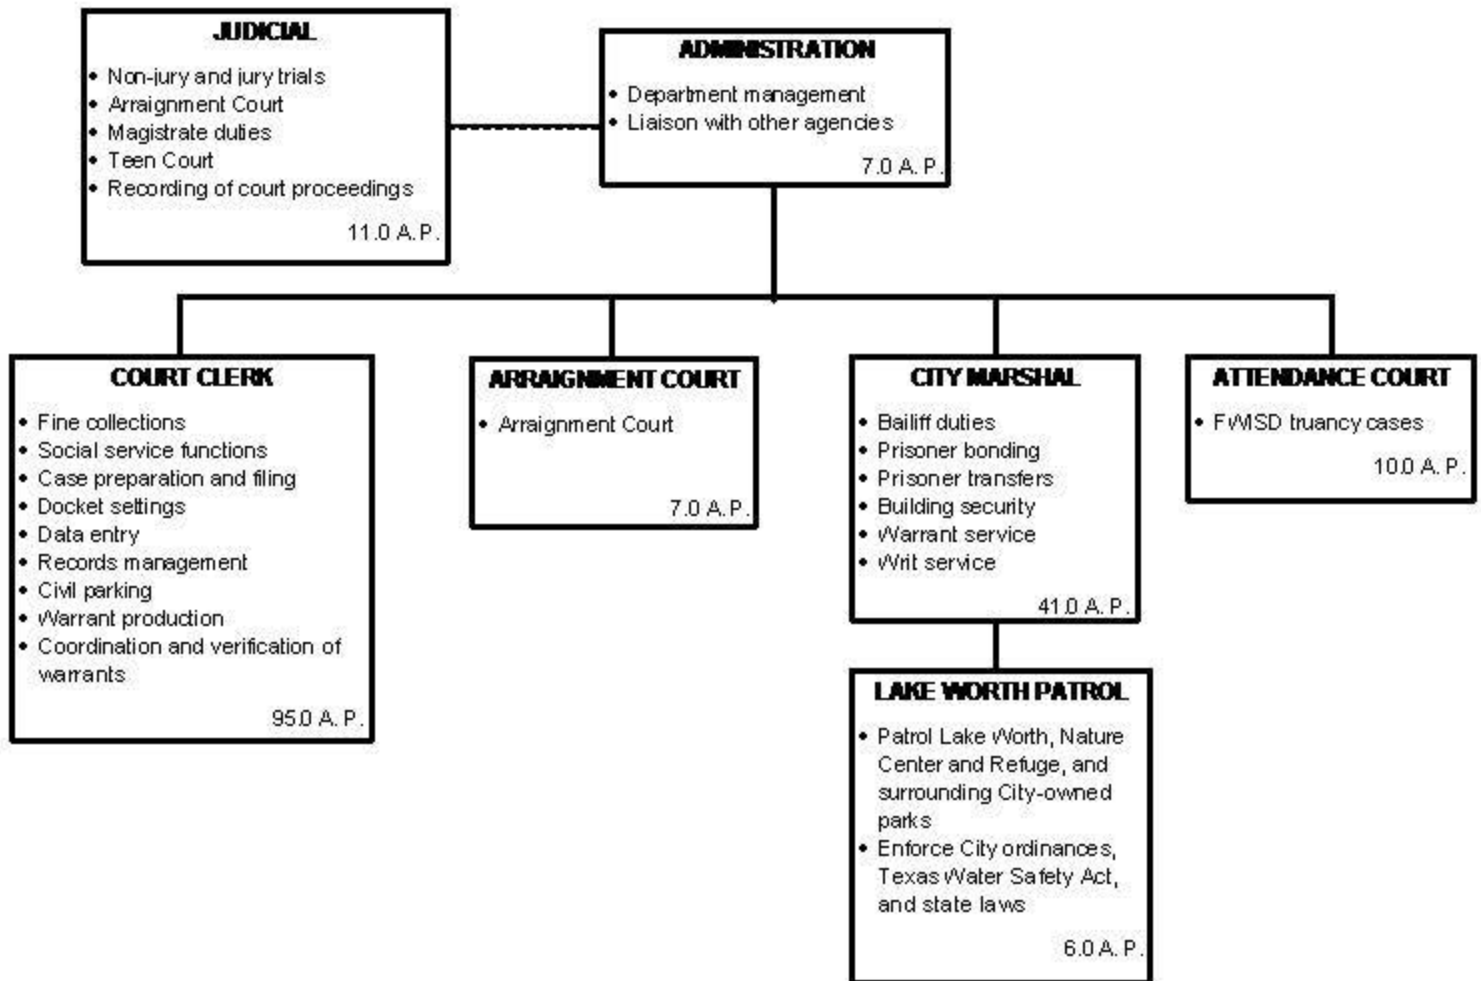 JUDICIAL
• Non-jury and jury trials
• Arraignment Court
• Magistrate duties
• Teen Court
• Recording of court proceedings
11.0 A. P.
ADMINISTRATION
• Department management
• Liaison with other agencies
7.0 A. P.
COURT CLERK
• Fine collections
• Social service functions
• Case preparation and filing
• Docket settings
• Data entry
• Records management
• Civil parking
• Warrant production
• Coordination and verification of
warrants
95.0 A. P.
ARRAIGNMENT COURT
• Arraignment Court
7.0 A. P.
CITY MARSHAL
• Bailiff duties
• Prisoner bonding
• Prisoner transfers
• Building security
• Warrant service
• Writ service
41.0 A. P.
ATTENDANCE COURT
• FWISD truancy cases
10.0 A. P.
LAKE WORTH PATROL
• Patrol Lake Worth, Nature
Center and Refuge, and
surrounding City-owned
parks
• Enforce City ordinances,
Texas Water Safety Act,
and state laws
6.0 A. P.